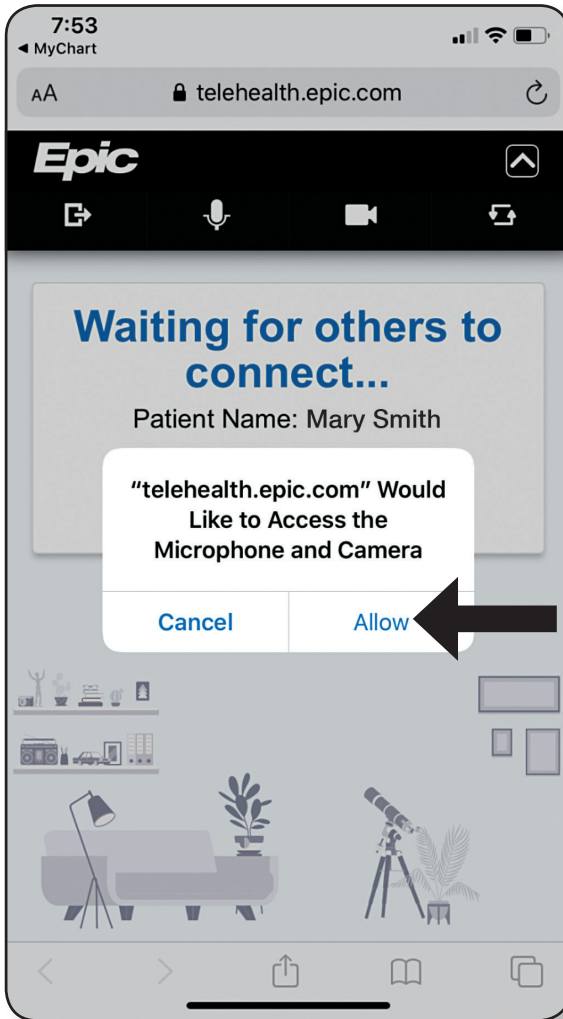 7:53
◀ MyChart
AA
telehealth.epic.com
Epic
Waiting for others to
connect...
Patient Name: Mary Smith
“telehealth.epic.com” Would
Like to Access the
Microphone and Camera
Cancel
Allow